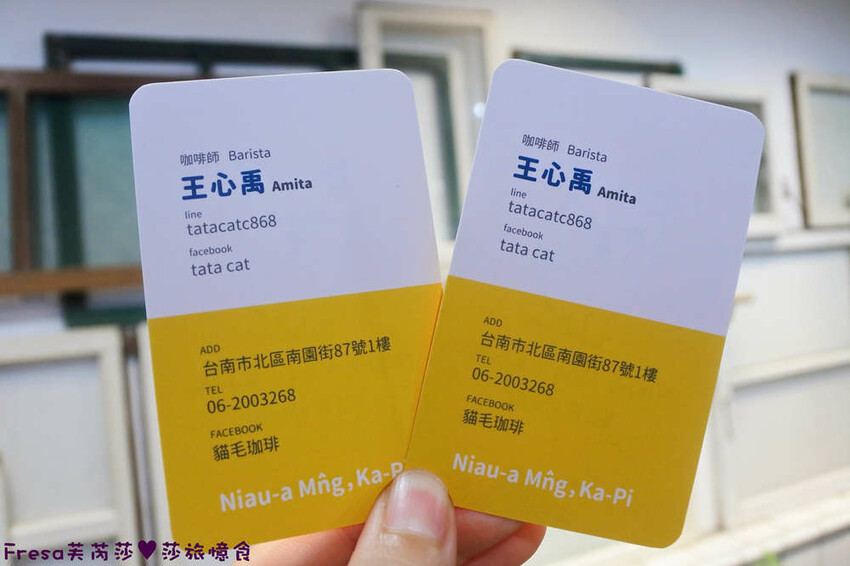 咖啡師 Barista
王心禹 Amita
line
tatacatc868
facebook
tata cat
ADD
台南市北區南園街87號1樓
TEL
06-2003268
FACEBOOK
貓毛珈琲
Niau-a Mn̂g, Ka-P
咖啡師 Barista
王心禹 Amita
line
tatacatc868
facebook
tata cat
ADD
台南市北區南園街87號1樓
TEL
06-2003268
FACEBOOK
貓毛珈琲
Niau-a Mn̂g, Ka-Pi
Fresa芙芮莎♥莎旅憶食